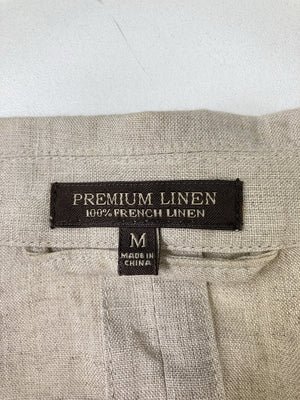 PREMIUM LINEN
100% FRENCH LINEN
M
MADE IN
CHINA